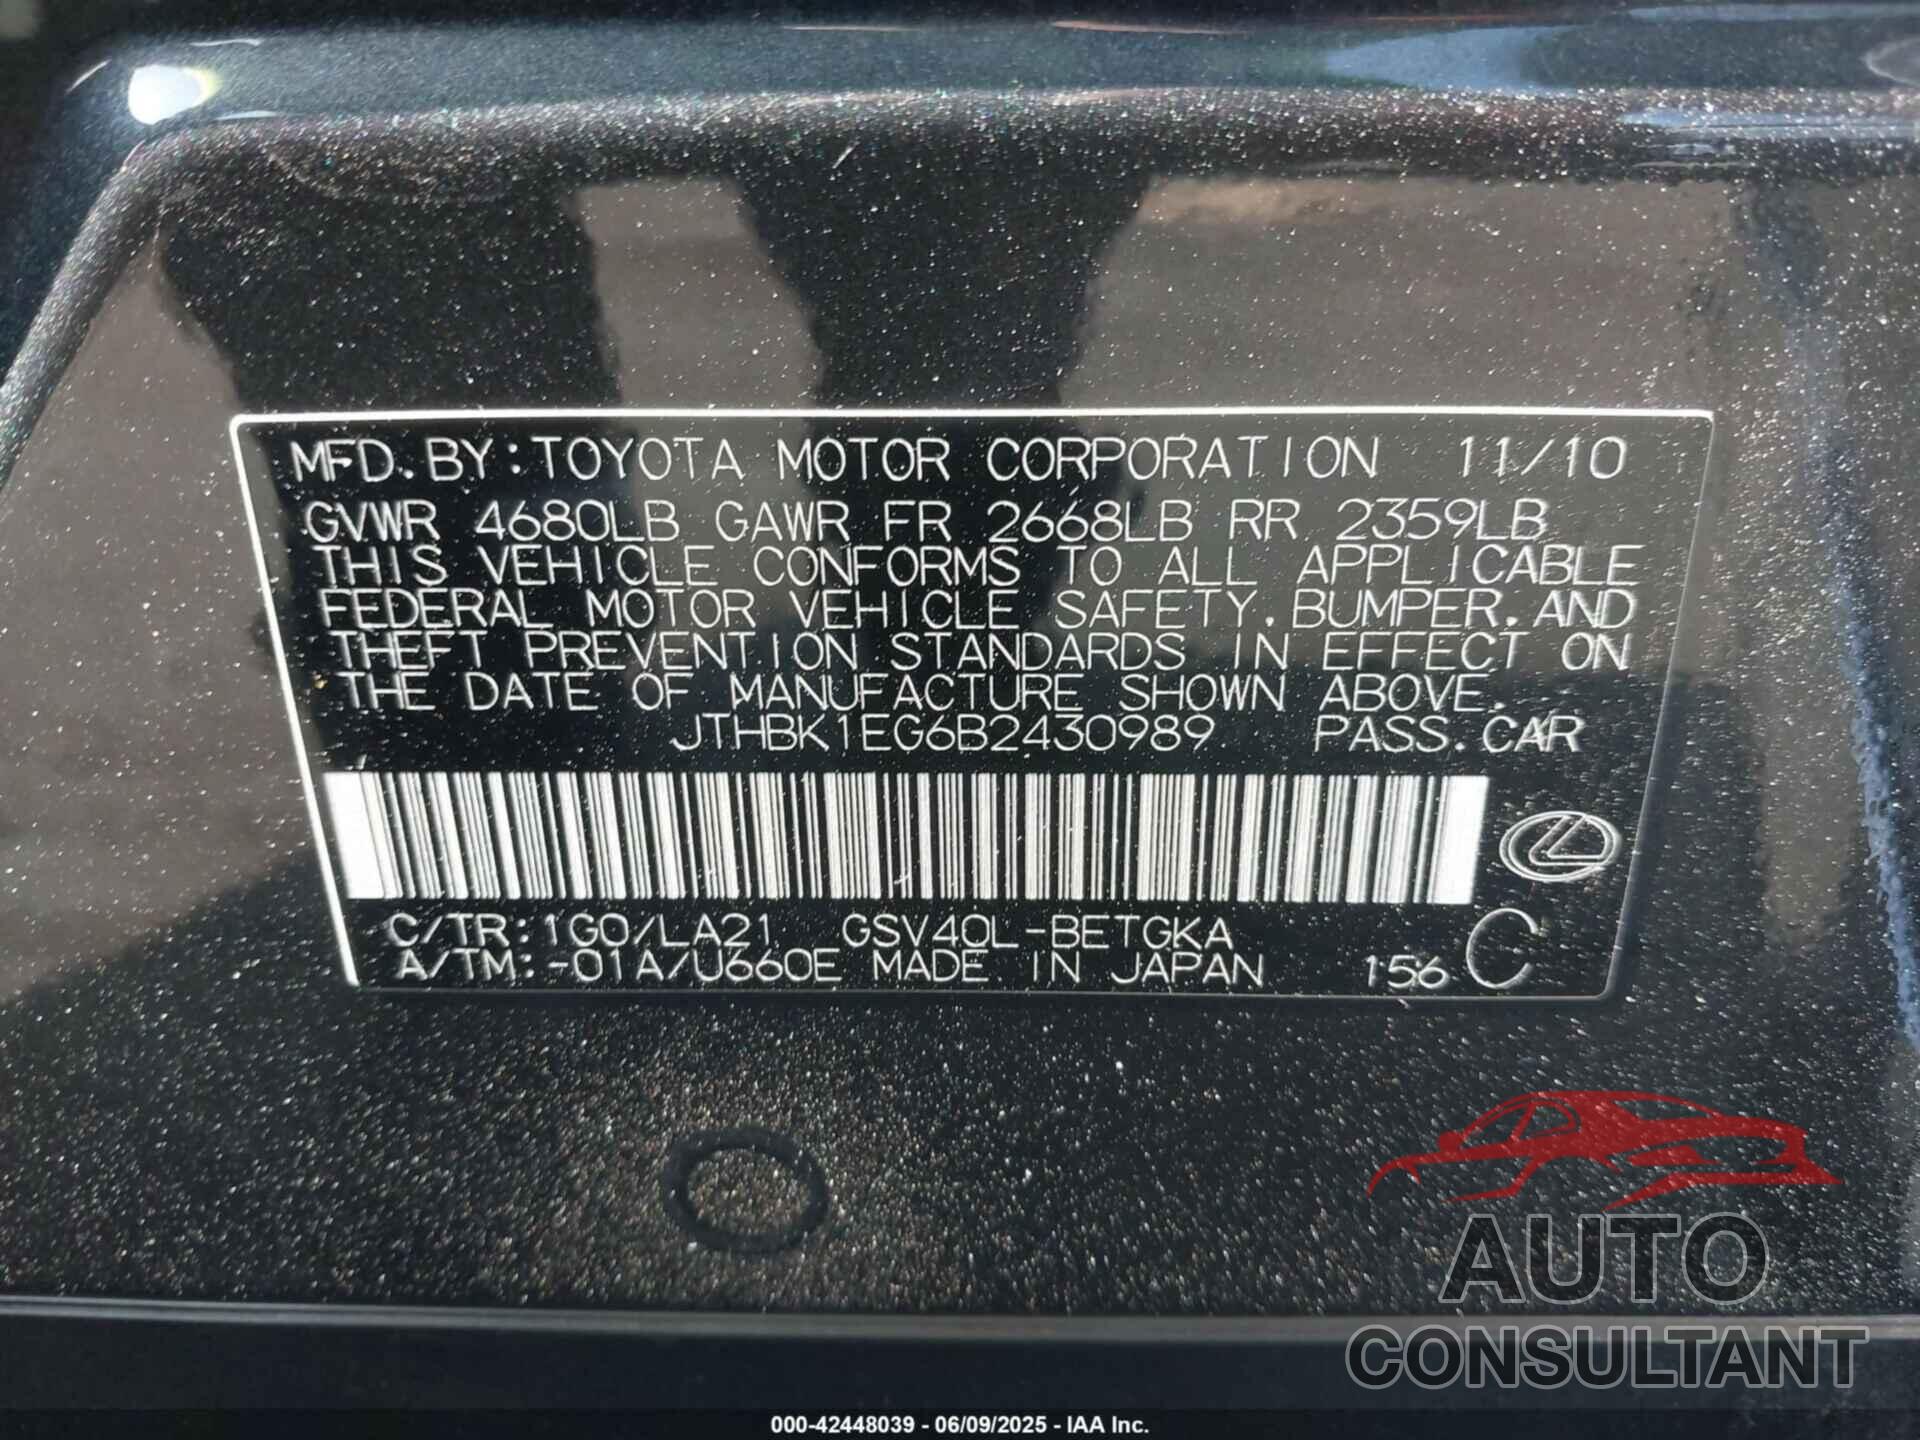 MFD. BY: TOYOTA MOTOR CORPORATION 11/10
GVWR 4680LB GAWR FR 2668LB RR 2359LB
THIS VEHICLE CONFORMS TO ALL APPLICABLE
FEDERAL MOTOR VEHICLE SAFETY, BUMPER, AND
THEFT PREVENTION STANDARDS IN EFFECT ON
THE DATE OF MANUFACTURE SHOWN ABOVE.
JTHBK1EG6B2430989 PASS. CAR
C/TR: 1G0/LA21 GSV40L-BETGKA
A/TM: -01A/U660E MADE IN JAPAN 156 C
AUTO
CONSULTANT
000-42448039 - 06/09/2025 - IAA Inc.